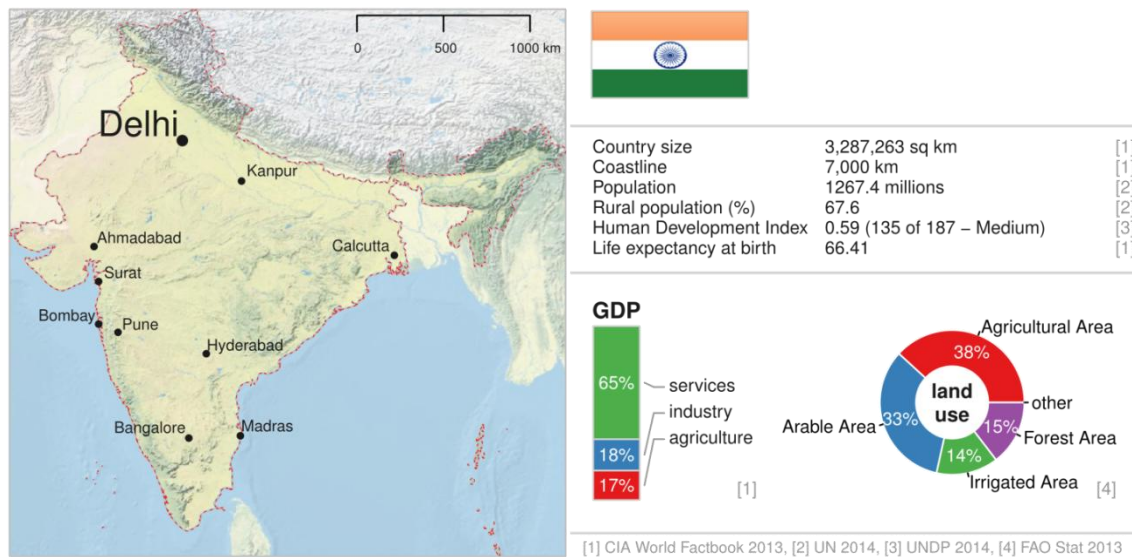 0 500 1000 km
Delhi
Kanpur
Ahmadabad
Calcutta
Surat
Bombay
Pune
Hyderabad
Bangalore
Madras
Country size 3,287,263 sq km [1]
Coastline 7,000 km [1]
Population 1267.4 millions [2]
Rural population (%) 67.6 [2]
Human Development Index 0.59 (135 of 187 – Medium) [3]
Life expectancy at birth 66.41 [1]
GDP
65%
services
industry
agriculture
18%
17%
[1]
Agricultural Area
38%
land
use
other
Arable Area
33%
15%
Forest Area
14%
Irrigated Area
[4]
[1] CIA World Factbook 2013, [2] UN 2014, [3] UNDP 2014, [4] FAO Stat 2013